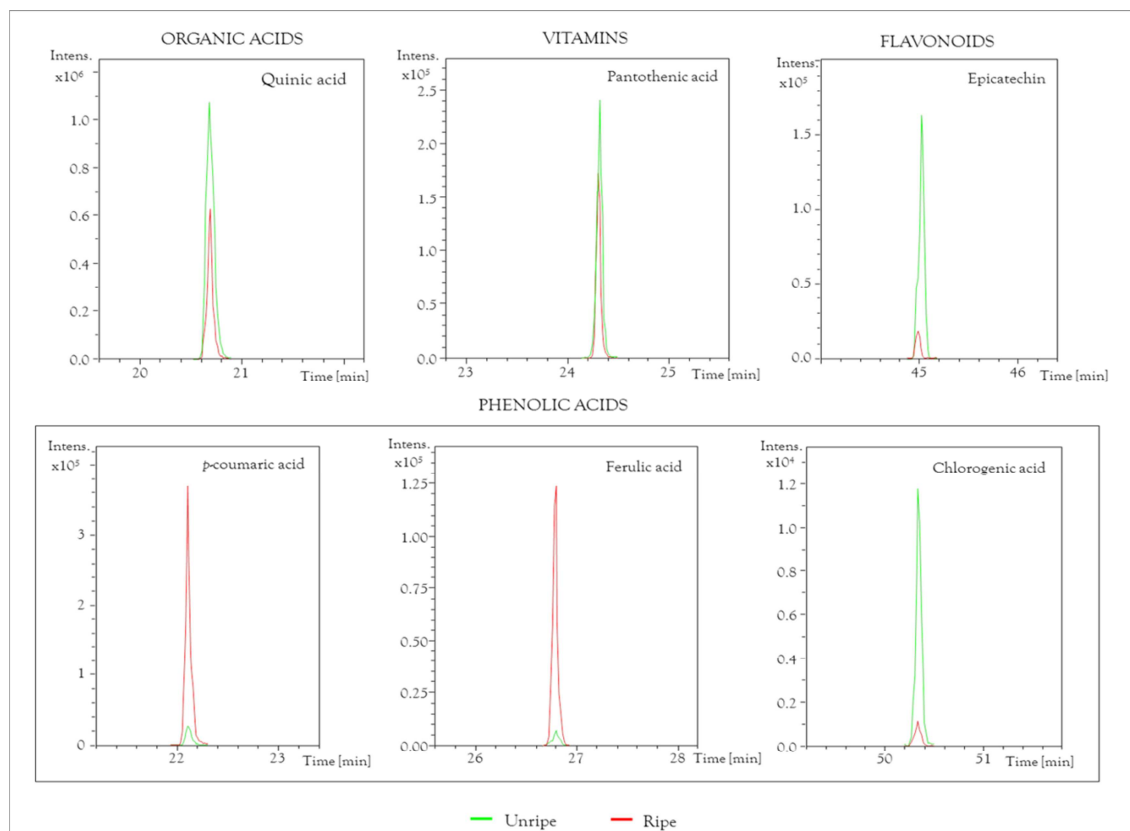 ORGANIC ACIDS
Intens.
x10⁶
Quinic acid
1.0
0.8
0.6
0.4
0.2
0.0
20
21
Time [min]
VITAMINS
Intens.
x10⁵
Pantothenic acid
2.5
2.0
1.5
1.0
0.5
0.0
23
24
25
Time [min]
FLAVONOIDS
Intens.
x10⁵
Epicatechin
1.5
1.0
0.5
0.0
45
46
Time [min]
PHENOLIC ACIDS
Intens.
x10⁵
p-coumaric acid
3
2
1
0
22
23
Time [min]
Intens.
x10⁵
Ferulic acid
1.25
1.00
0.75
0.50
0.25
0.00
26
27
28
Time [min]
Intens.
x10⁴
Chlorogenic acid
1.2
1.0
0.8
0.6
0.4
0.2
0.0
50
51
Time [min]
Unripe
Ripe